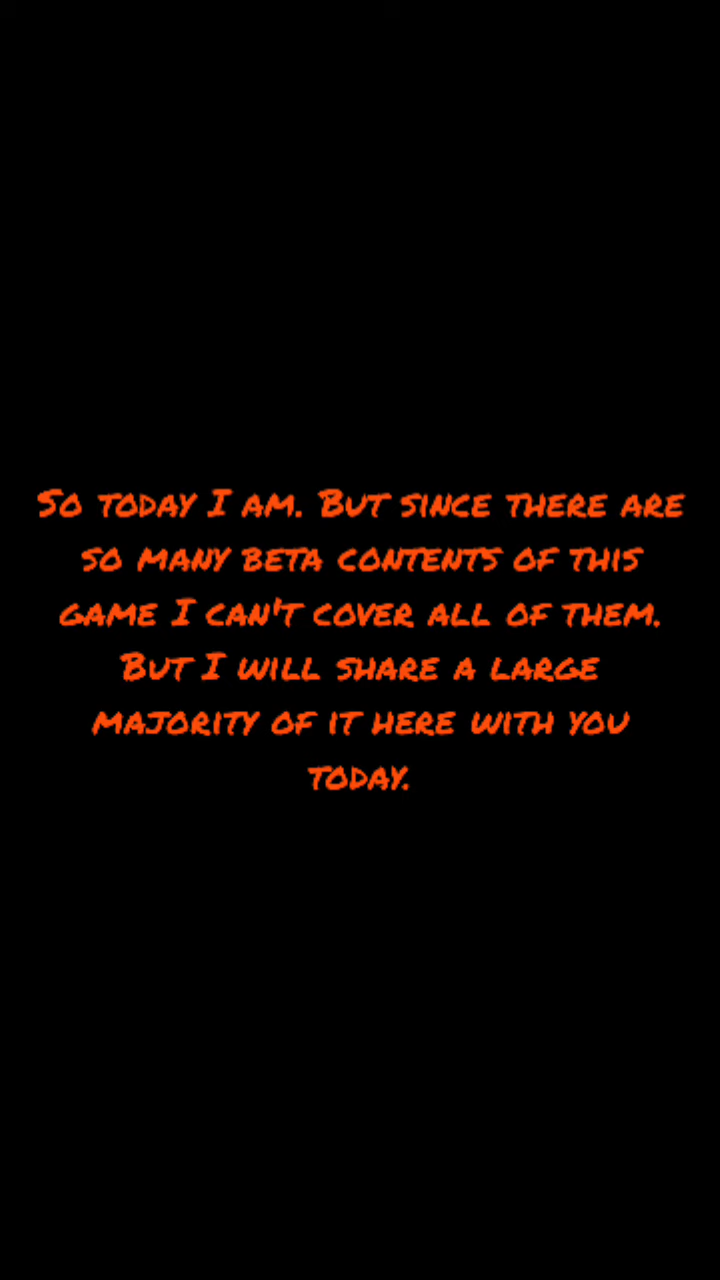 So today I am. But since there are
so many beta contents of this
game I can't cover all of them.
But I will share a large
majority of it here with you
today.